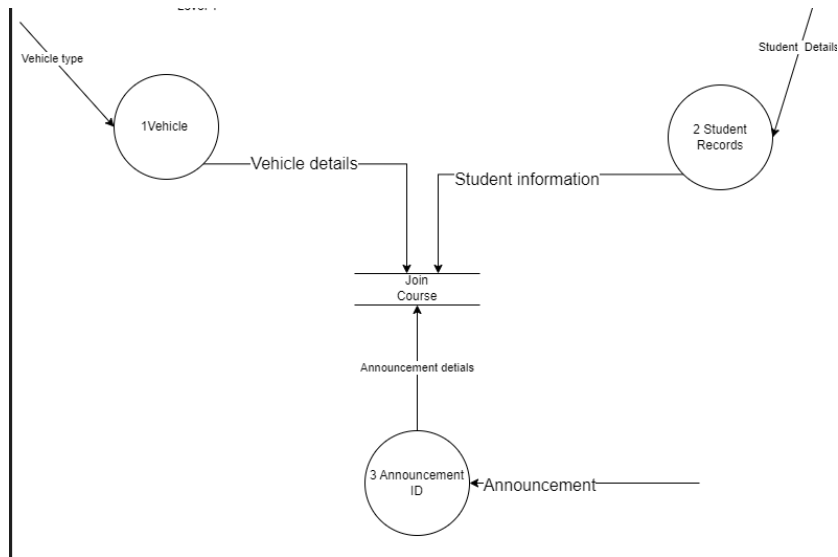 Vehicle type
Student Details
1Vehicle
2 Student
Records
Vehicle details
Student information
Join
Course
Announcement detials
3 Announcement
ID
Announcement